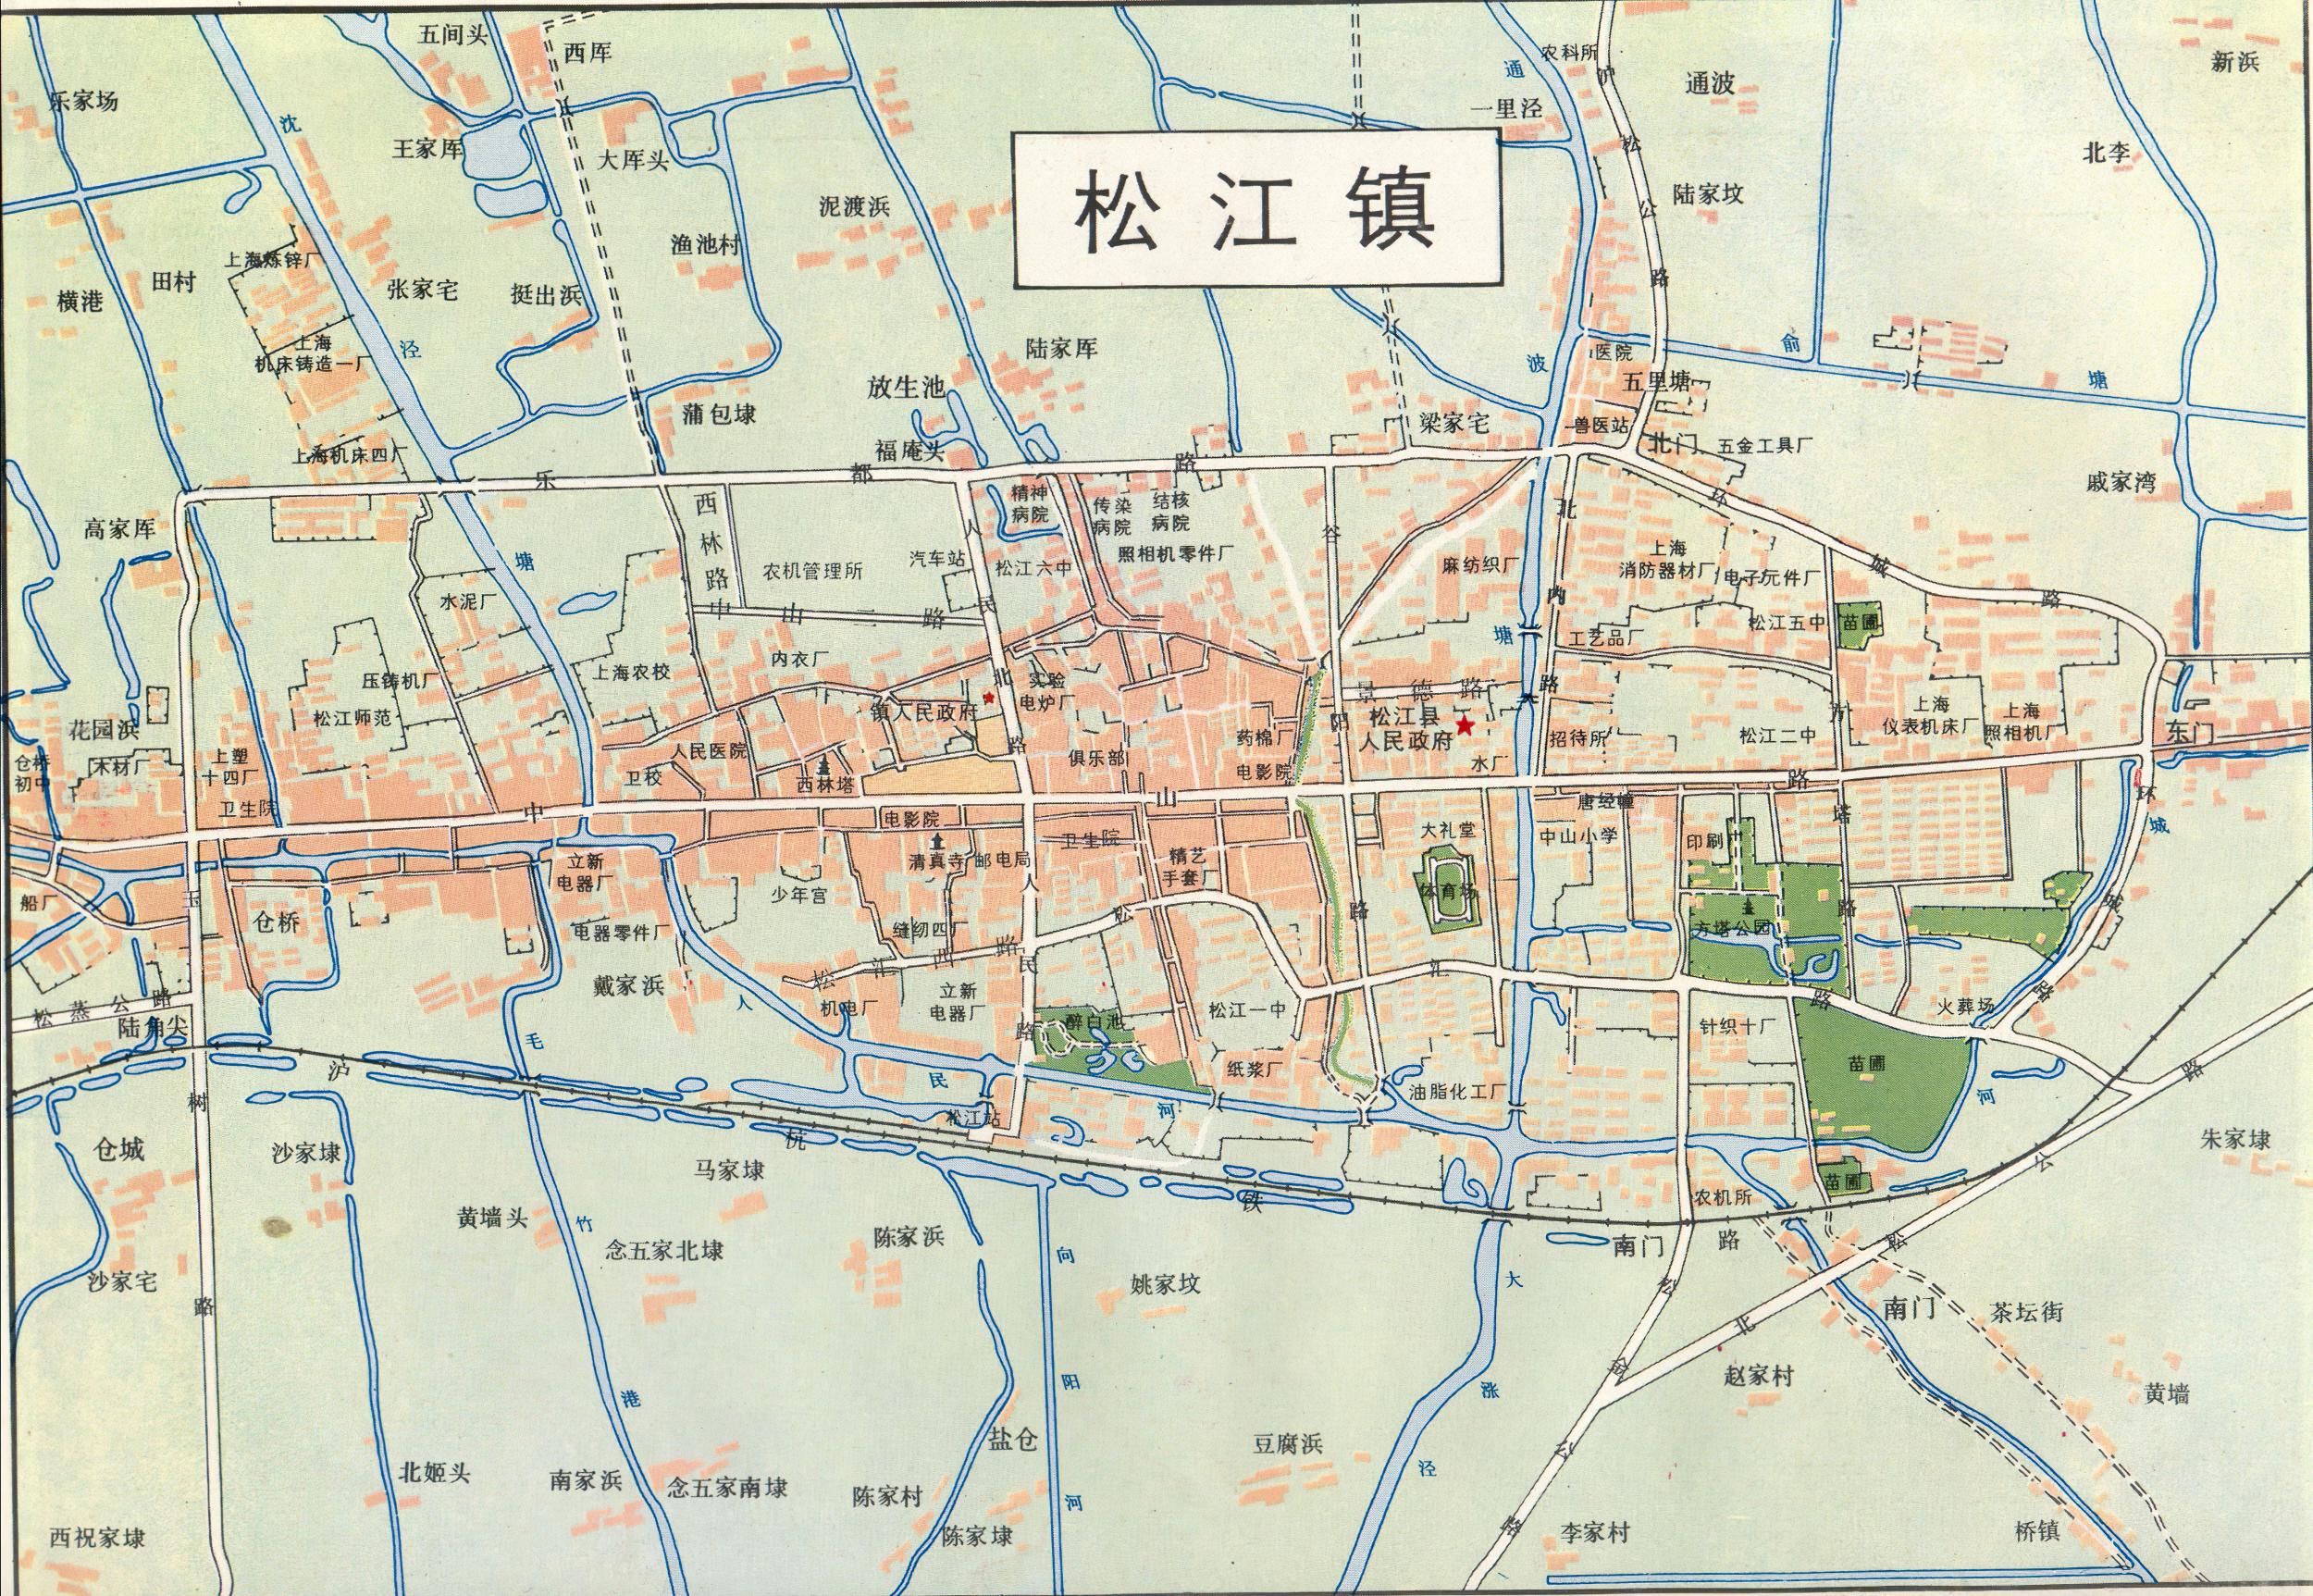 松江镇
五间头
西厍
农科所
新浜
乐家场
通波
一里泾
王家厍
大厍头
北李
陆家坟
泥渡浜
渔池村
上海炼锌厂
田村
横港
张家宅
挺出浜
上海
机床铸造一厂
陆家厍
医院
五里塘
放生池
蒲包埭
梁家宅
兽医站
北门
五金工具厂
福庵头
上海机床四厂
戚家湾
乐都路
西林路
精神
病院
传染
病院
结核
病院
照相机零件厂
高家厍
汽车站
农机管理所
松江六中
麻纺织厂
上海
消防器材厂
电子元件厂
水泥厂
中山二路
松江五中
苗圃
工艺品厂
内衣厂
上海农校
压铸机厂
松江师范
实验
电炉厂
镇人民政府
景德路
松江县
人民政府
招待所
松江二中
上海
仪表机床厂
上海
照相机厂
东门
花园浜
木材厂
仓桥
初中
上塑
十四厂
人民医院
俱乐部
药棉厂
电影院
水厂
卫校
西林塔
卫生院
中山路
唐经幢
电影院
卫生院
大礼堂
中山小学
印刷厂
清真寺
邮电局
精艺
手套厂
立新
电器厂
少年宫
体育场
船厂
仓桥
电器零件厂
缝纫四厂
方塔公园
松汇西路
松汇路
戴家浜
机电厂
立新
电器厂
松江一中
火葬场
松蒸公路
陆角尖
醉白池
针织十厂
纸浆厂
苗圃
油脂化工厂
松江站
仓城
沙家埭
马家埭
朱家埭
苗圃
农机所
黄墙头
念五家北埭
陈家浜
南门
沙家宅
姚家坟
南门
茶坛街
赵家村
黄墙
盐仓
豆腐浜
北姬头
南家浜
念五家南埭
陈家村
西祝家埭
陈家埭
李家村
桥镇
沪松公路
北内路
环城路
谷阳路
人民北路
人民路
方塔路
玉树路
沪杭铁路
松金公路
北松公路
沈泾塘
通波塘
俞塘
环城河
人民河
毛竹港
向阳河
大涨泾